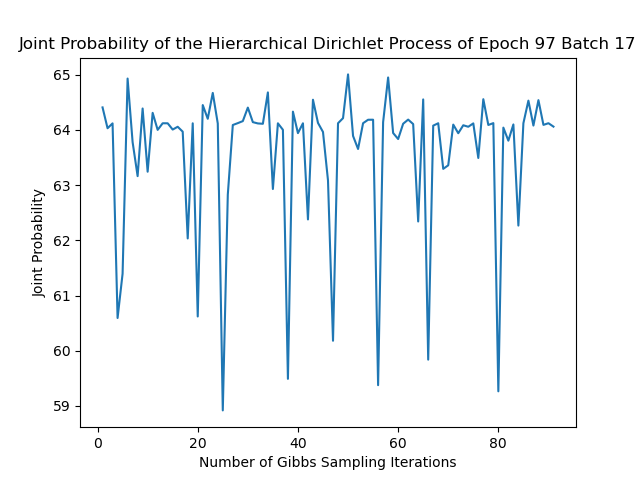 Joint Probability of the Hierarchical Dirichlet Process of Epoch 97 Batch 17
65
64
63
62
61
60
59
Joint Probability
0 20 40 60 80
Number of Gibbs Sampling Iterations